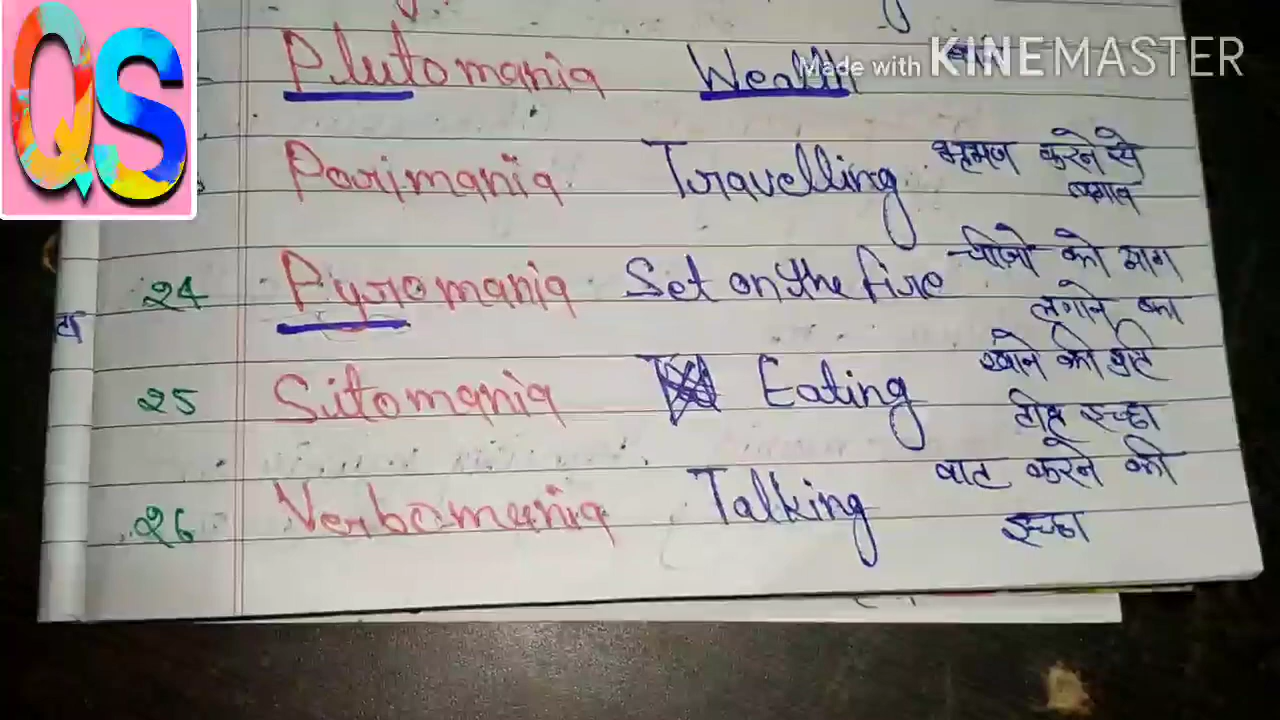 QS
Made with KINEMASTER
Plutomania Wealth
Porimania Travelling भ्रमण करने से
लगाव
24 Pyromania Set on the fire चीजो को आग
लगाने का
25 Sitomania Eating खाने की प्रति
तीव्र इच्छा
26 Verbomania Talking बात करने की
इच्छा